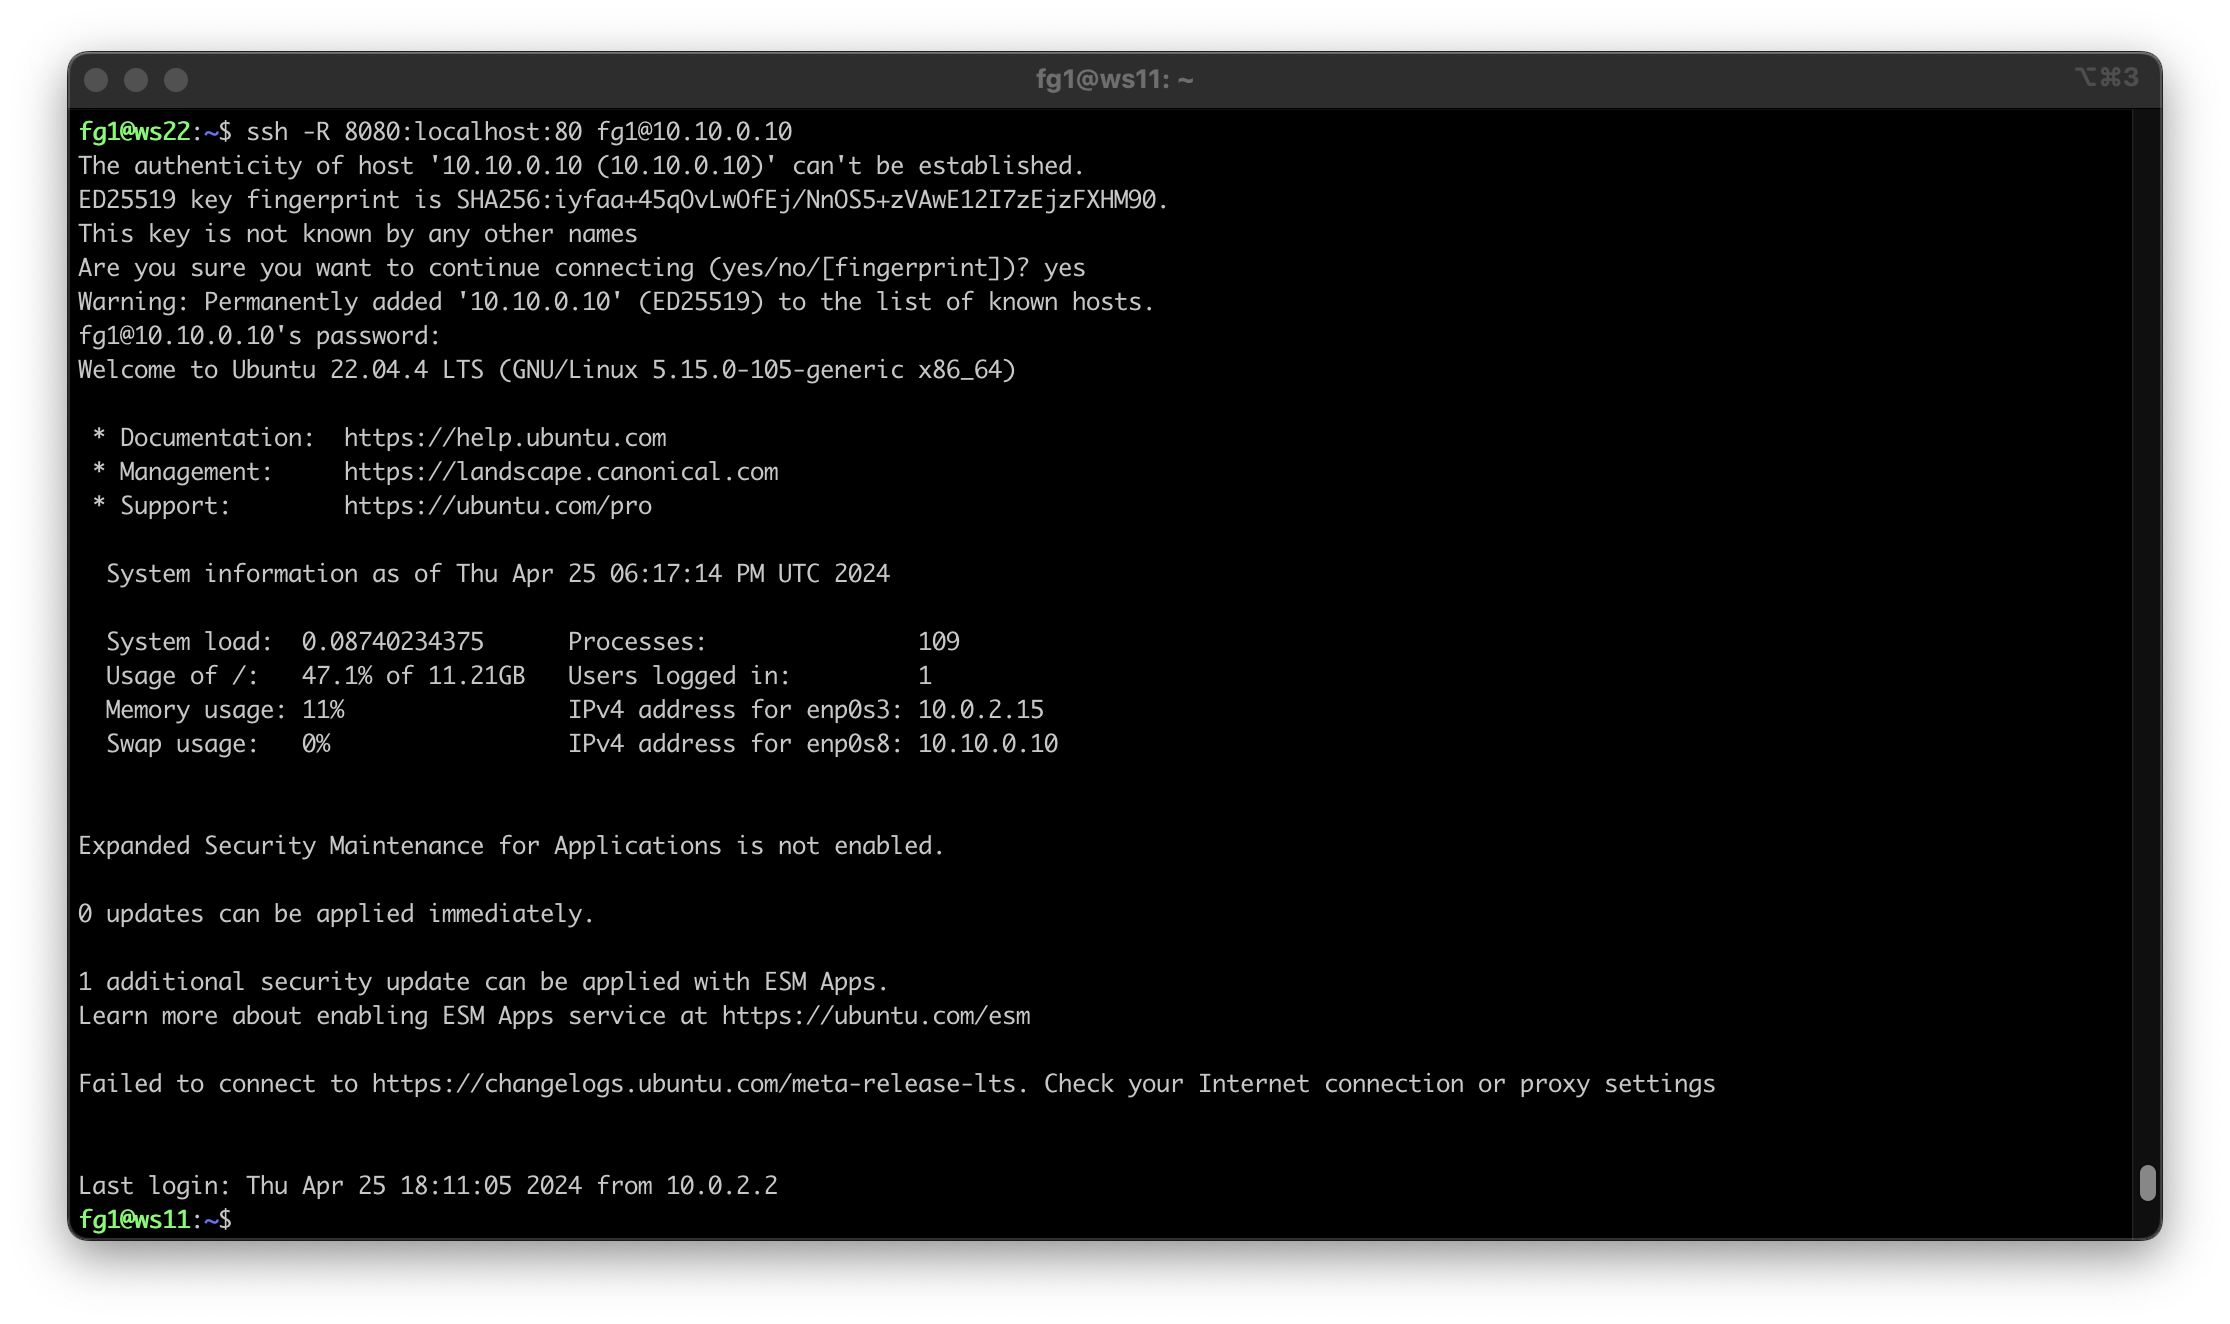 fg1@ws11: ~
⌥⌘3
fg1@ws22:~$ ssh -R 8080:localhost:80 fg1@10.10.0.10
The authenticity of host '10.10.0.10 (10.10.0.10)' can't be established.
ED25519 key fingerprint is SHA256:iyfaa+45qOvLwOfEj/NnOS5+zVAwE12I7zEjzFXHM90.
This key is not known by any other names
Are you sure you want to continue connecting (yes/no/[fingerprint])? yes
Warning: Permanently added '10.10.0.10' (ED25519) to the list of known hosts.
fg1@10.10.0.10's password:
Welcome to Ubuntu 22.04.4 LTS (GNU/Linux 5.15.0-105-generic x86_64)
* Documentation:  https://help.ubuntu.com
* Management:     https://landscape.canonical.com
* Support:        https://ubuntu.com/pro
System information as of Thu Apr 25 06:17:14 PM UTC 2024
System load:  0.08740234375      Processes:               109
Usage of /:   47.1% of 11.21GB   Users logged in:         1
Memory usage: 11%                IPv4 address for enp0s3: 10.0.2.15
Swap usage:   0%                 IPv4 address for enp0s8: 10.10.0.10
Expanded Security Maintenance for Applications is not enabled.
0 updates can be applied immediately.
1 additional security update can be applied with ESM Apps.
Learn more about enabling ESM Apps service at https://ubuntu.com/esm
Failed to connect to https://changelogs.ubuntu.com/meta-release-lts. Check your Internet connection or proxy settings
Last login: Thu Apr 25 18:11:05 2024 from 10.0.2.2
fg1@ws11:~$